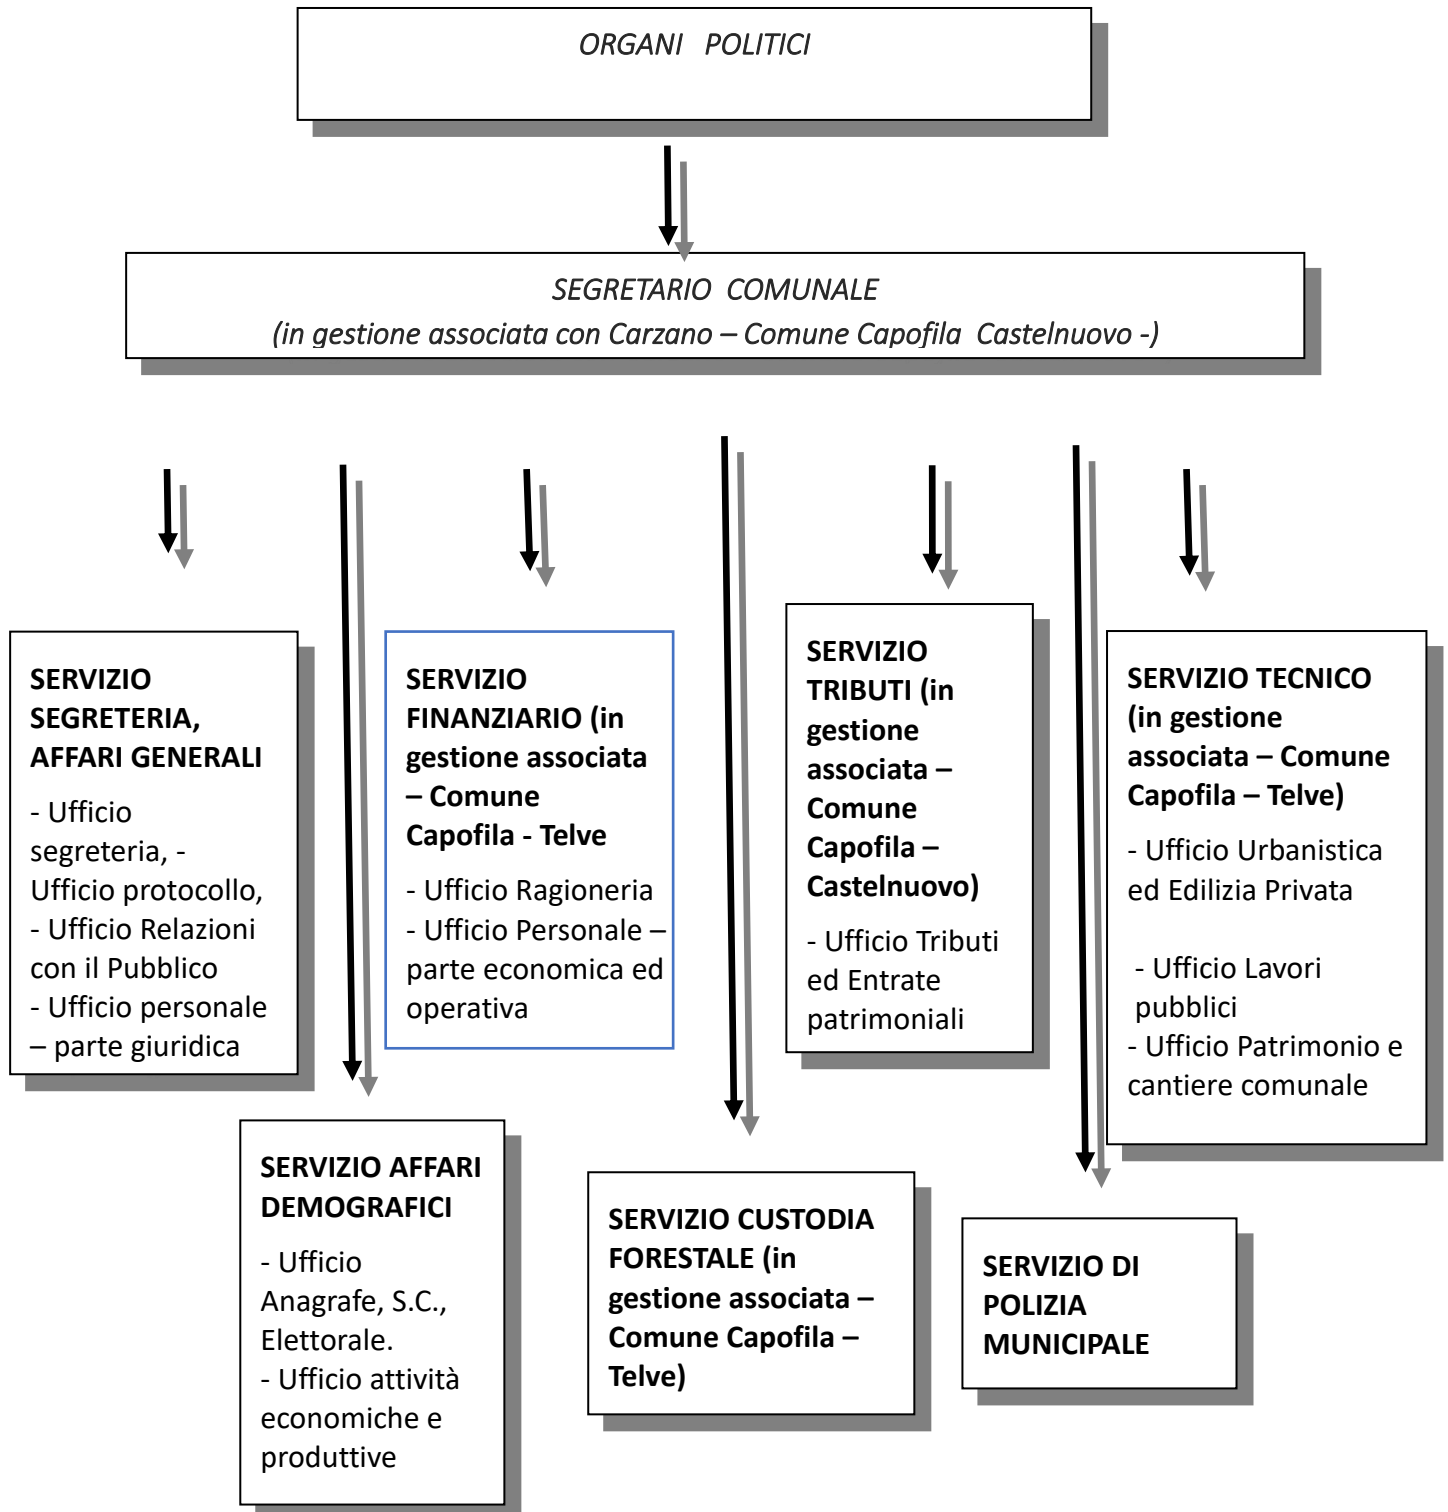 ORGANI POLITICI
SEGRETARIO COMUNALE
(in gestione associata con Carzano – Comune Capofila Castelnuovo -)
SERVIZIO
SEGRETERIA,
AFFARI GENERALI
- Ufficio
segreteria, -
Ufficio protocollo,
- Ufficio Relazioni
con il Pubblico
- Ufficio personale
– parte giuridica
SERVIZIO
FINANZIARIO (in
gestione associata
– Comune
Capofila - Telve
- Ufficio Ragioneria
- Ufficio Personale –
parte economica ed
operativa
SERVIZIO
TRIBUTI (in
gestione
associata –
Comune
Capofila –
Castelnuovo)
- Ufficio Tributi
ed Entrate
patrimoniali
SERVIZIO TECNICO
(in gestione
associata – Comune
Capofila – Telve)
- Ufficio Urbanistica
ed Edilizia Privata
- Ufficio Lavori
pubblici
- Ufficio Patrimonio e
cantiere comunale
SERVIZIO AFFARI
DEMOGRAFICI
- Ufficio
Anagrafe, S.C.,
Elettorale.
- Ufficio attività
economiche e
produttive
SERVIZIO CUSTODIA
FORESTALE (in
gestione associata –
Comune Capofila –
Telve)
SERVIZIO DI
POLIZIA
MUNICIPALE